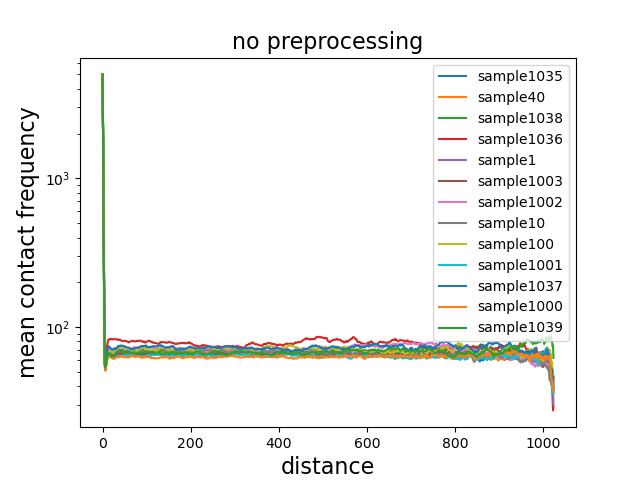 no preprocessing
mean contact frequency
10³
10²
0
200
400
600
800
1000
distance
sample1035
sample40
sample1038
sample1036
sample1
sample1003
sample1002
sample10
sample100
sample1001
sample1037
sample1000
sample1039